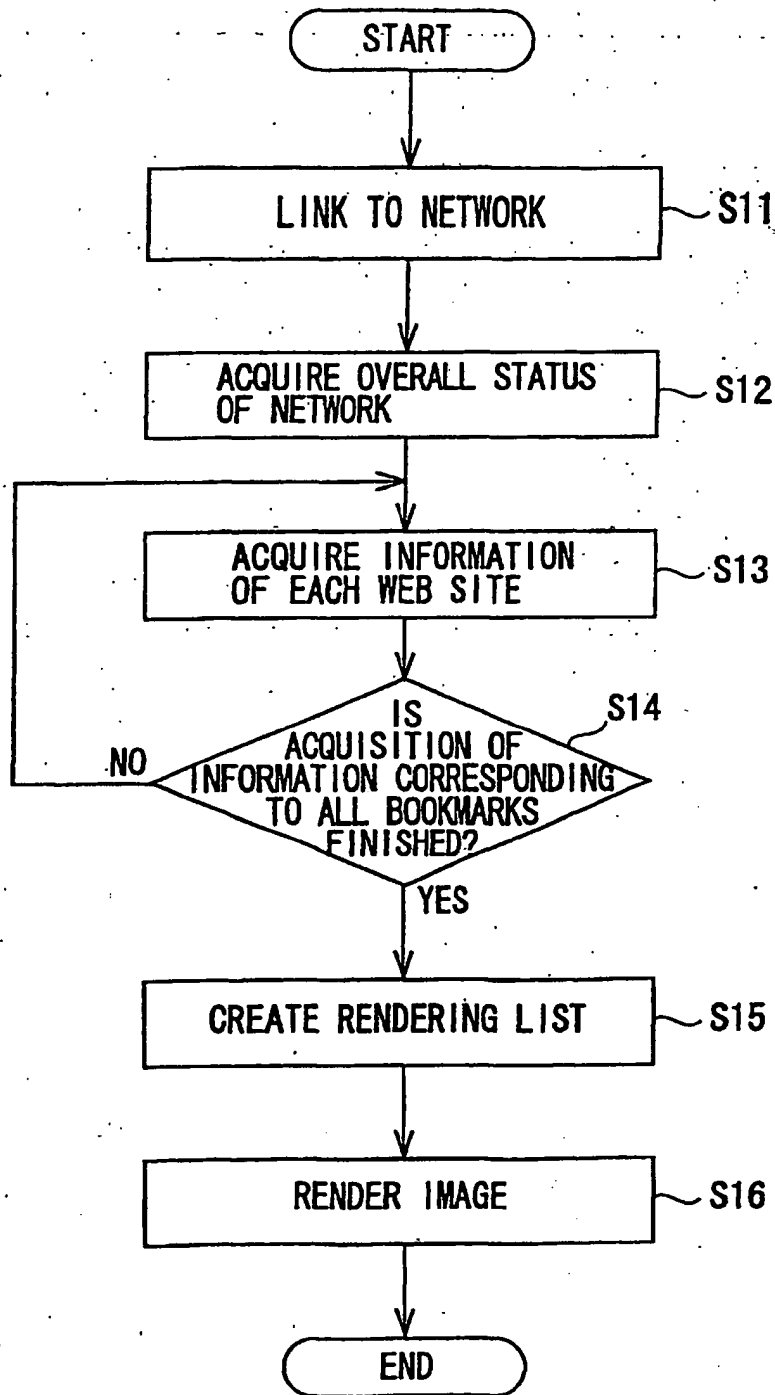 START
LINK TO NETWORK
S11
ACQUIRE OVERALL STATUS
OF NETWORK
S12
ACQUIRE INFORMATION
OF EACH WEB SITE
S13
IS
ACQUISITION OF
INFORMATION CORRESPONDING
TO ALL BOOKMARKS
FINISHED?
S14
NO
YES
CREATE RENDERING LIST
S15
RENDER IMAGE
S16
END